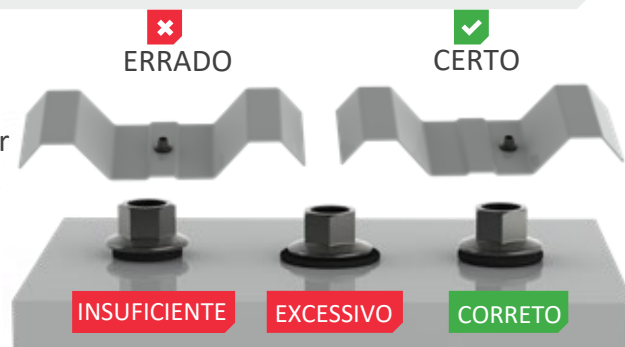 ERRADO
CERTO
r
INSUFICIENTE
EXCESSIVO
CORRETO